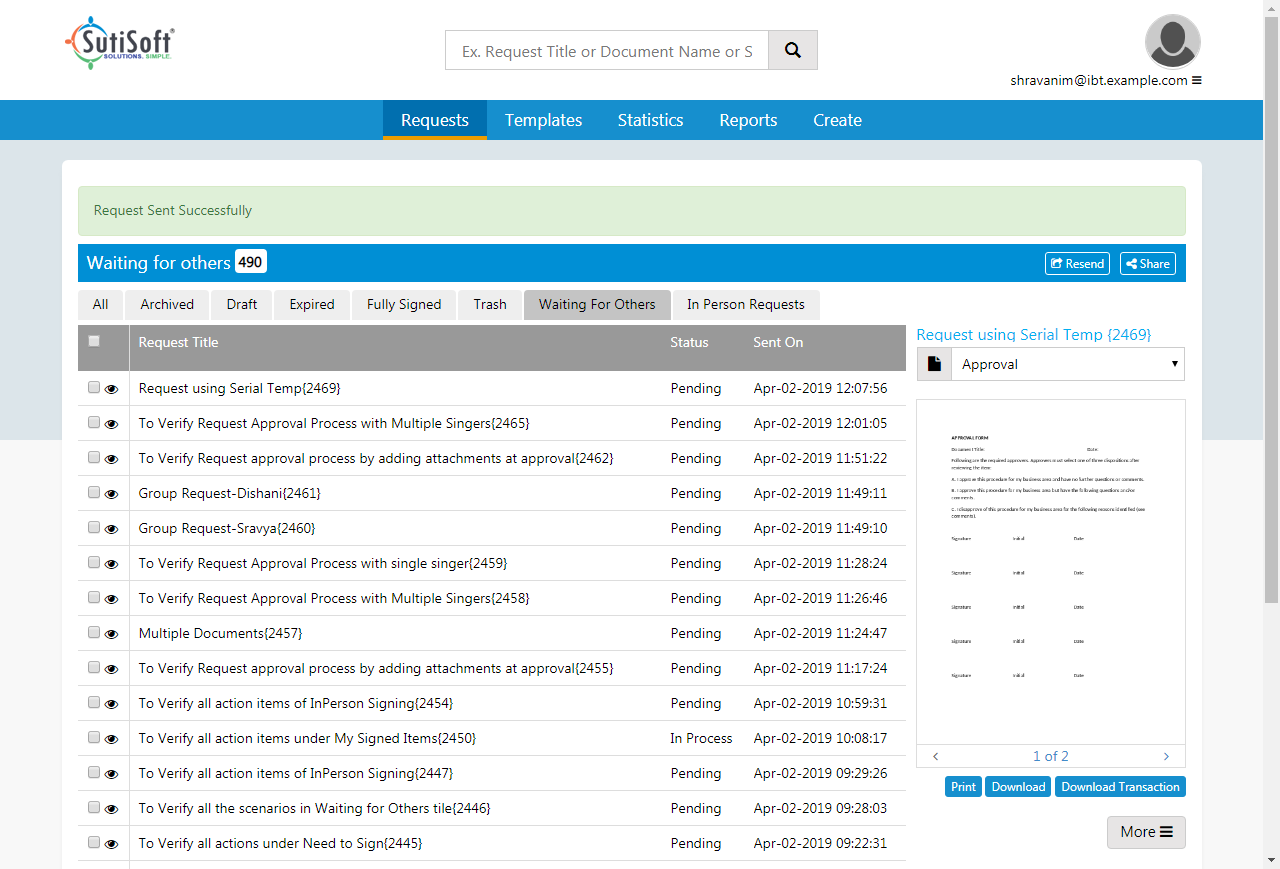 SutiSoft®
SOLUTIONS. SIMPLE.
Ex. Request Title or Document Name or S
shravanim@ibt.example.com
Requests Templates Statistics Reports Create
Request Sent Successfully
Waiting for others 490 Resend Share
All Archived Draft Expired Fully Signed Trash Waiting For Others In Person Requests
Request Title Status Sent On
Request using Serial Temp{2469} Pending Apr-02-2019 12:07:56
To Verify Request Approval Process with Multiple Singers{2465} Pending Apr-02-2019 12:01:05
To Verify Request approval process by adding attachments at approval{2462} Pending Apr-02-2019 11:51:22
Group Request-Dishani{2461} Pending Apr-02-2019 11:49:11
Group Request-Sravya{2460} Pending Apr-02-2019 11:49:10
To Verify Request Approval Process with single singer{2459} Pending Apr-02-2019 11:28:24
To Verify Request Approval Process with Multiple Singers{2458} Pending Apr-02-2019 11:26:46
Multiple Documents{2457} Pending Apr-02-2019 11:24:47
To Verify Request approval process by adding attachments at approval{2455} Pending Apr-02-2019 11:17:24
To Verify all action items of InPerson Signing{2454} Pending Apr-02-2019 10:59:31
To Verify all action items under My Signed Items{2450} In Process Apr-02-2019 10:08:17
To Verify all action items of InPerson Signing{2447} Pending Apr-02-2019 09:29:26
To Verify all the scenarios in Waiting for Others tile{2446} Pending Apr-02-2019 09:28:03
To Verify all actions under Need to Sign{2445} Pending Apr-02-2019 09:22:31
Request using Serial Temp {2469}
Approval
APPROVAL FORM
Document Title: Date:
Following are the required approvers. Approvers must select one of three dispositions after
reviewing the item:
A. I approve this procedure for my business area and have no further questions or comments.
B. I approve this procedure for my business area but have the following questions and/or
comments.
C. I disapprove of this procedure for my business area for the following reasons identified (see
comments).
Signature Initial Date
Signature Initial Date
Signature Initial Date
Signature Initial Date
Signature Initial Date
1 of 2
Print Download Download Transaction
More